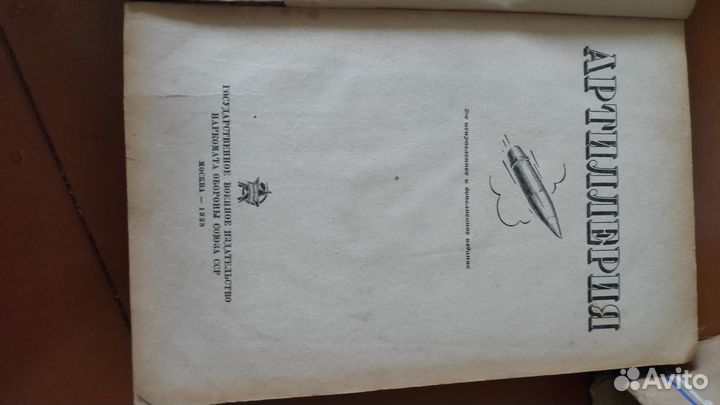 АРТИЛЛЕРИЯ
2-е исправленное и дополненное издание
ГОСУДАРСТВЕННОЕ ВОЕННОЕ ИЗДАТЕЛЬСТВО
НАРКОМАТА ОБОРОНЫ СОЮЗА ССР
МОСКВА — 1938
Avito